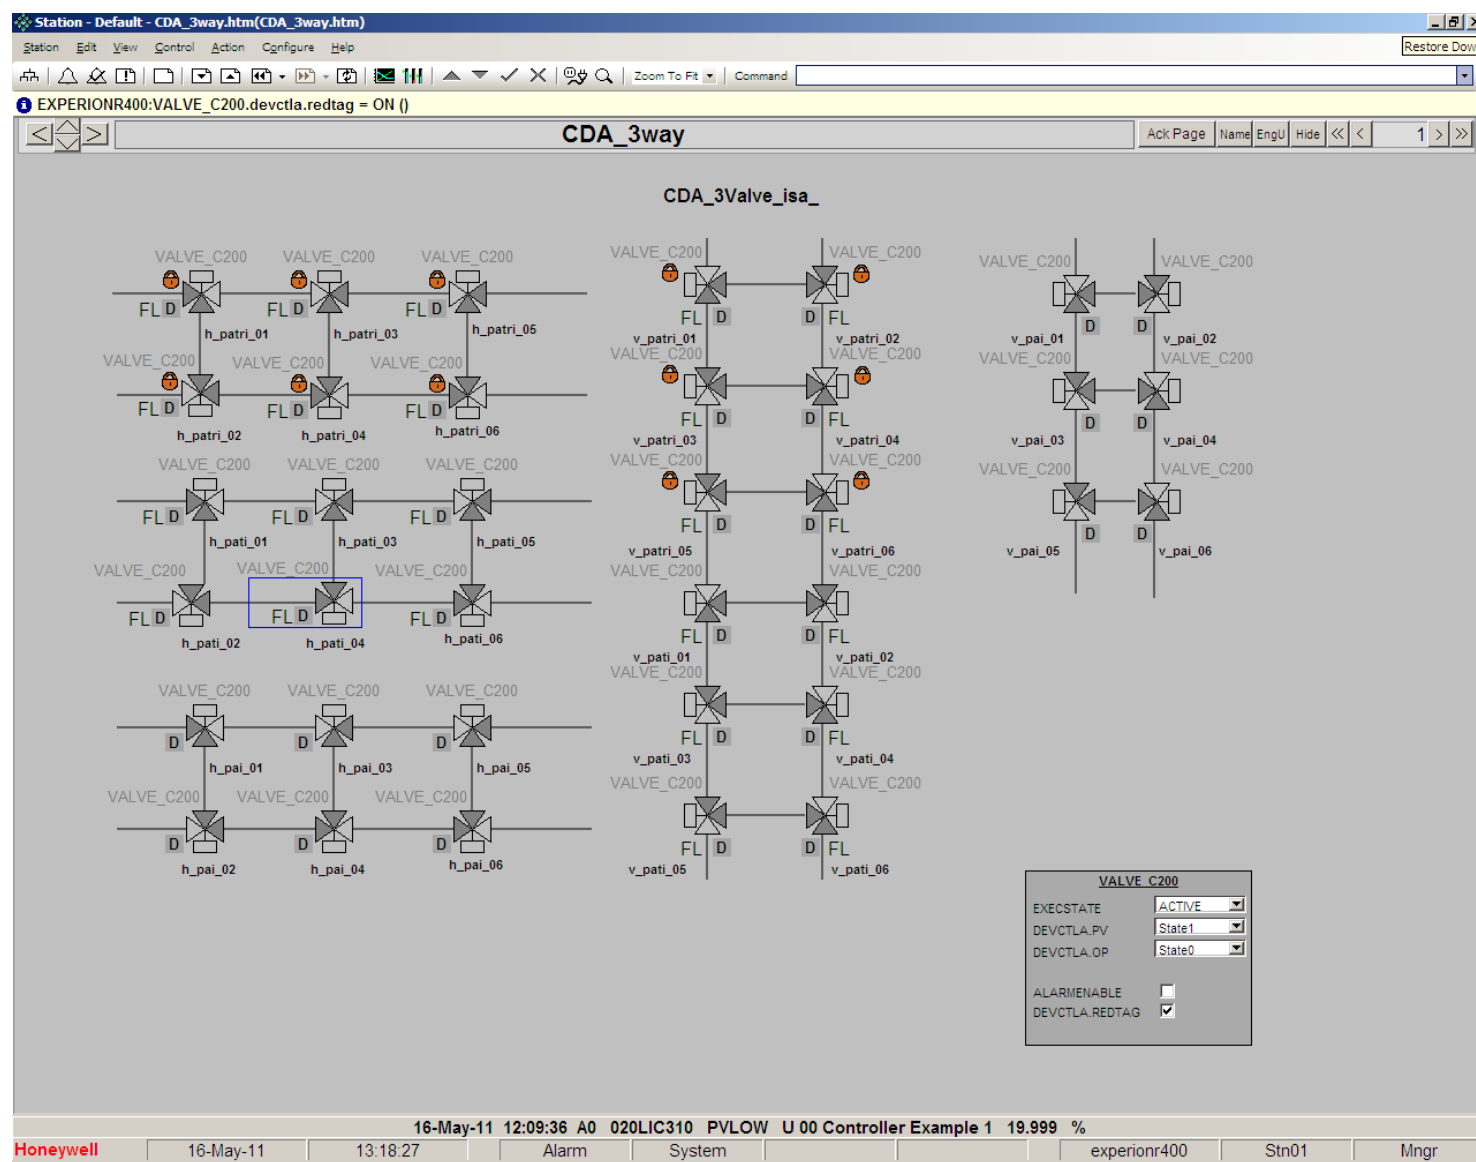 Station - Default - CDA_3way.htm(CDA_3way.htm)
Station Edit View Control Action Configure Help
Restore Dow
Zoom To Fit Command
EXPERIONR400:VALVE_C200.devctla.redtag = ON ()
CDA_3way
Ack Page Name EngU Hide 1
CDA_3Valve_isa_
VALVE_C200 VALVE_C200 VALVE_C200
FL D FL D FL D
h_patri_01 h_patri_03 h_patri_05
VALVE_C200 VALVE_C200 VALVE_C200
FL D FL D FL D
h_patri_02 h_patri_04 h_patri_06
VALVE_C200 VALVE_C200 VALVE_C200
FL D FL D FL D
h_pati_01 h_pati_03 h_pati_05
VALVE_C200 VALVE_C200 VALVE_C200
FL D FL D FL D
h_pati_02 h_pati_04 h_pati_06
VALVE_C200 VALVE_C200 VALVE_C200
D D D
h_pai_01 h_pai_03 h_pai_05
VALVE_C200 VALVE_C200 VALVE_C200
D D D
h_pai_02 h_pai_04 h_pai_06
VALVE_C200 VALVE_C200
FL D D FL
v_patri_01 v_patri_02
VALVE_C200 VALVE_C200
FL D D FL
v_patri_03 v_patri_04
VALVE_C200 VALVE_C200
FL D D FL
v_patri_05 v_patri_06
VALVE_C200 VALVE_C200
FL D D FL
v_pati_01 v_pati_02
VALVE_C200 VALVE_C200
FL D D FL
v_pati_03 v_pati_04
VALVE_C200 VALVE_C200
FL D D FL
v_pati_05 v_pati_06
VALVE_C200 VALVE_C200
D D
v_pai_01 v_pai_02
VALVE_C200 VALVE_C200
D D
v_pai_03 v_pai_04
VALVE_C200 VALVE_C200
D D
v_pai_05 v_pai_06
VALVE_C200
EXECSTATE ACTIVE
DEVCTLA.PV State1
DEVCTLA.OP State0
ALARMENABLE
DEVCTLA.REDTAG
16-May-11 12:09:36 A0 020LIC310 PVLOW U 00 Controller Example 1 19.999 %
Honeywell 16-May-11 13:18:27 Alarm System experionr400 Stn01 Mngr